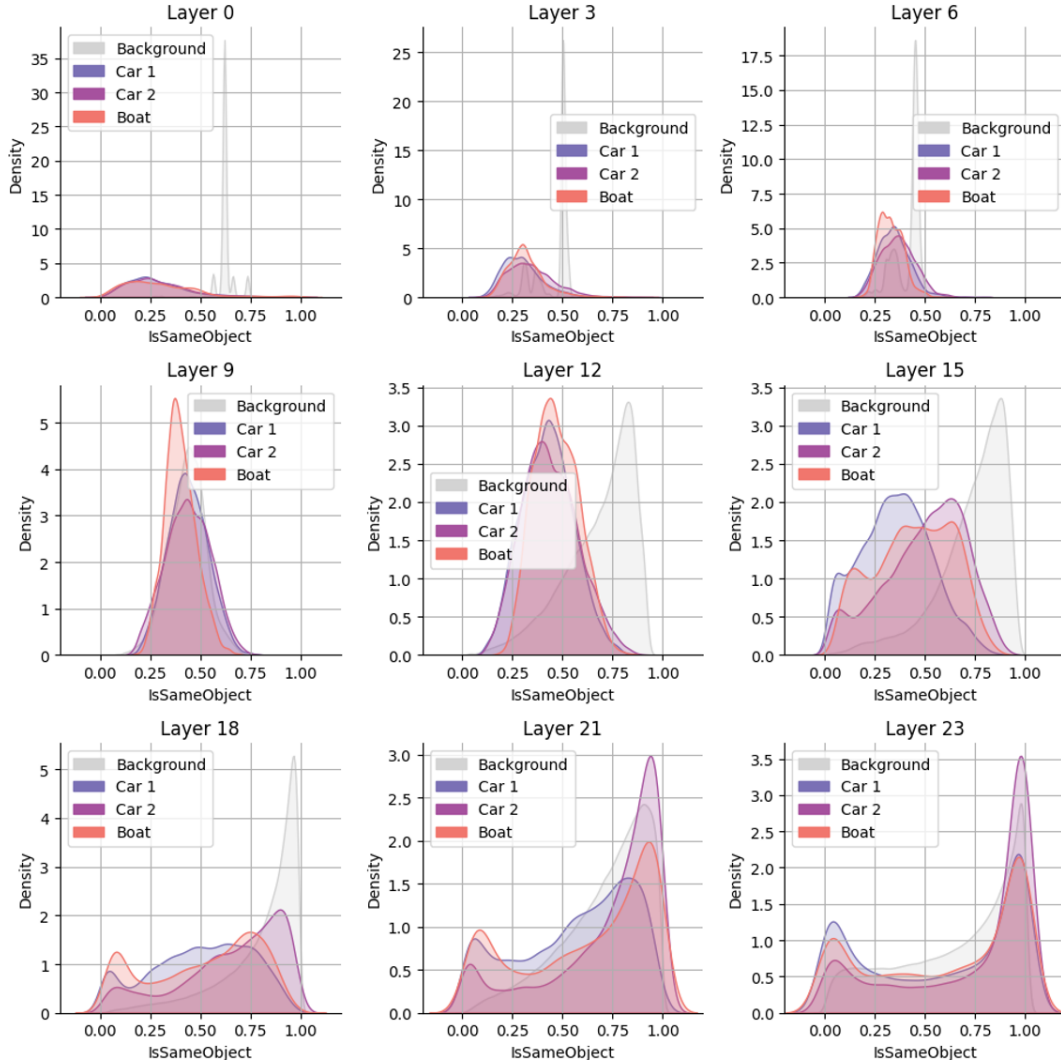 Layer 0
Layer 3
Layer 6
Density
35
30
25
20
15
10
5
0
Background
Car 1
Car 2
Boat
0.00 0.25 0.50 0.75 1.00
IsSameObject
Density
25
20
15
10
5
0
Background
Car 1
Car 2
Boat
0.00 0.25 0.50 0.75 1.00
IsSameObject
Density
17.5
15.0
12.5
10.0
7.5
5.0
2.5
0.0
Background
Car 1
Car 2
Boat
0.00 0.25 0.50 0.75 1.00
IsSameObject
Layer 9
Layer 12
Layer 15
Density
5
4
3
2
1
0
Background
Car 1
Car 2
Boat
0.00 0.25 0.50 0.75 1.00
IsSameObject
Density
3.5
3.0
2.5
2.0
1.5
1.0
0.5
0.0
Background
Car 1
Car 2
Boat
0.00 0.25 0.50 0.75 1.00
IsSameObject
Density
3.5
3.0
2.5
2.0
1.5
1.0
0.5
0.0
Background
Car 1
Car 2
Boat
0.00 0.25 0.50 0.75 1.00
IsSameObject
Layer 18
Layer 21
Layer 23
Density
5
4
3
2
1
0
Background
Car 1
Car 2
Boat
0.00 0.25 0.50 0.75 1.00
IsSameObject
Density
3.0
2.5
2.0
1.5
1.0
0.5
0.0
Background
Car 1
Car 2
Boat
0.00 0.25 0.50 0.75 1.00
IsSameObject
Density
3.5
3.0
2.5
2.0
1.5
1.0
0.5
0.0
Background
Car 1
Car 2
Boat
0.00 0.25 0.50 0.75 1.00
IsSameObject